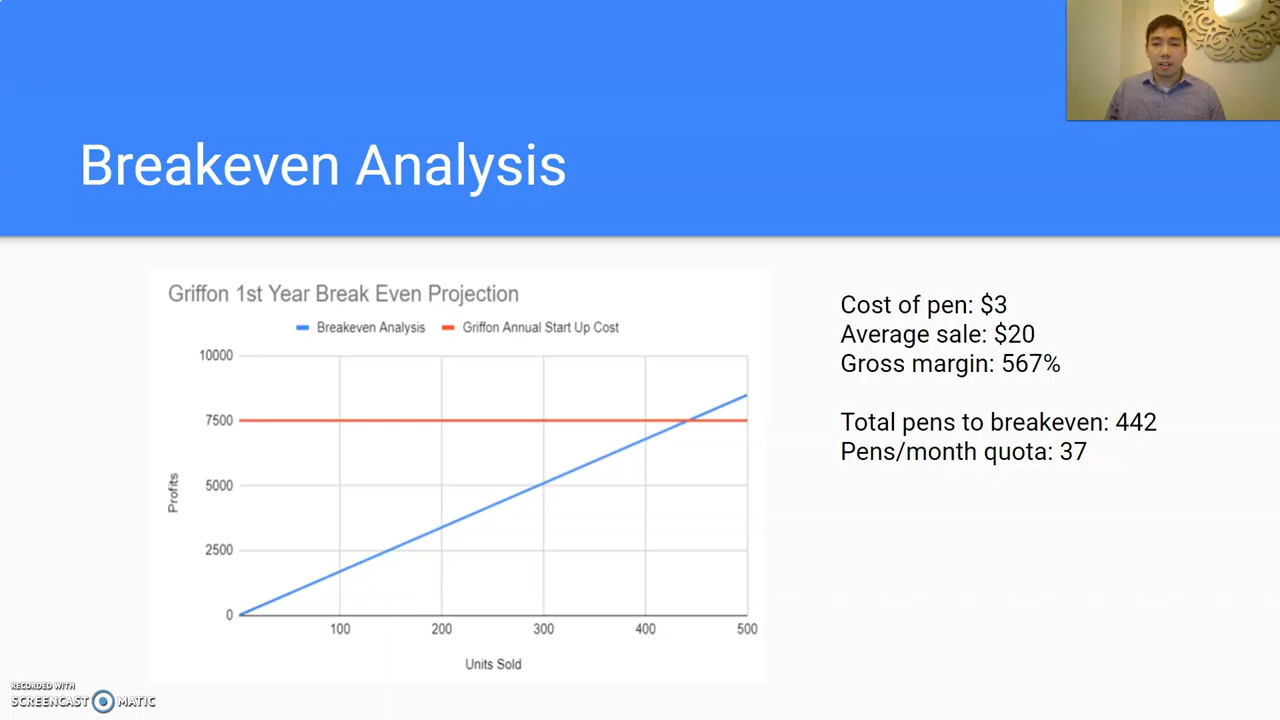 Breakeven Analysis
Griffon 1st Year Break Even Projection
Breakeven Analysis
Griffon Annual Start Up Cost
10000
7500
5000
2500
0
Profits
100
200
300
400
500
Units Sold
Cost of pen: $3
Average sale: $20
Gross margin: 567%
Total pens to breakeven: 442
Pens/month quota: 37
RECORDED WITH
SCREENCAST MATIC